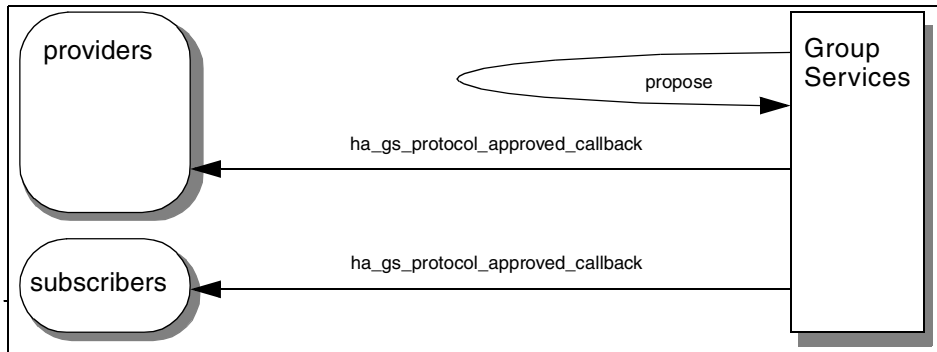 providers
Group
Services
propose
ha_gs_protocol_approved_callback
ha_gs_protocol_approved_callback
subscribers